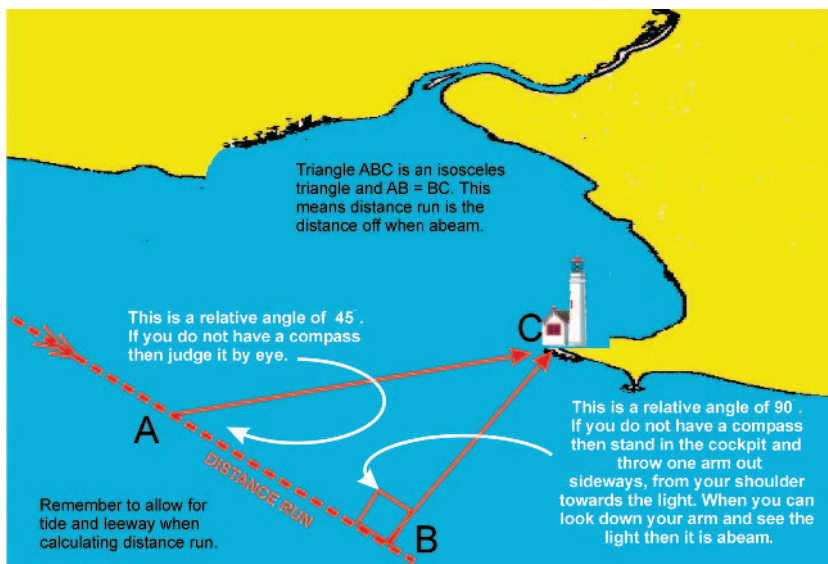 Triangle ABC is an isosceles
triangle and AB = BC. This
means distance run is the
distance off when abeam.
This is a relative angle of 45°.
If you do not have a compass
then judge it by eye.
C
A
DISTANCE RUN
B
This is a relative angle of 90°.
If you do not have a compass
then stand in the cockpit and
throw one arm out
sideways, from your shoulder
towards the light. When you can
look down your arm and see the
light then it is abeam.
Remember to allow for
tide and leeway when
calculating distance run.